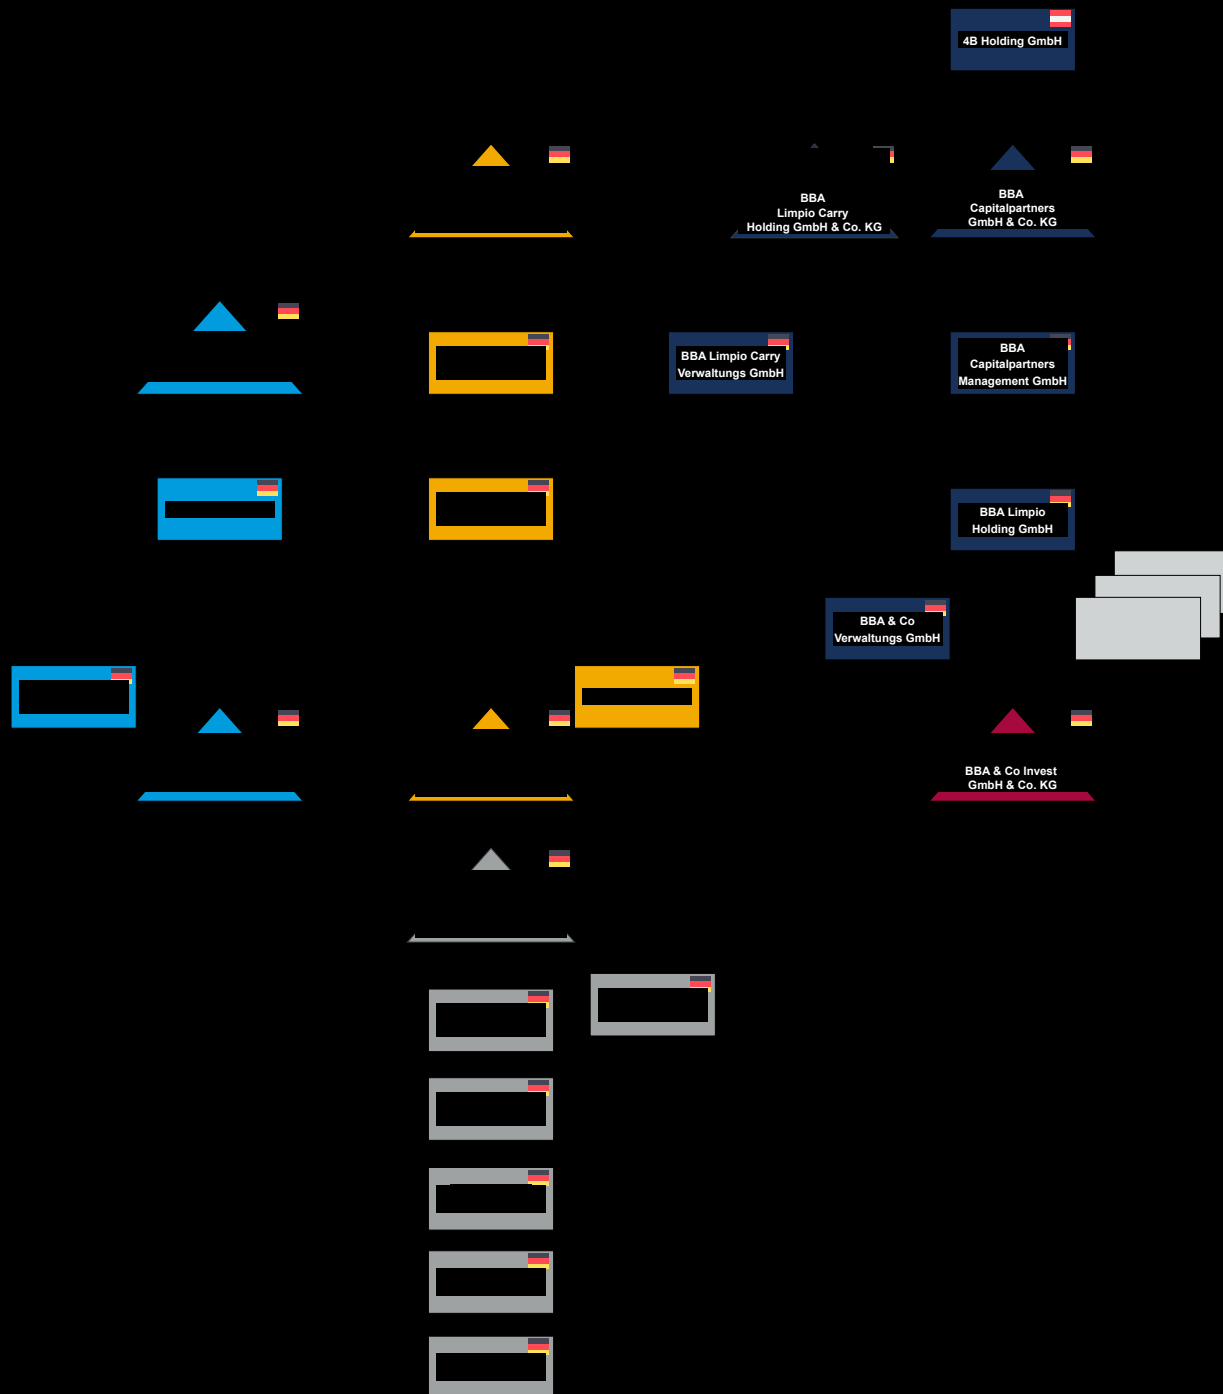 4B Holding GmbH
BBA
Limpio Carry
Holding GmbH & Co. KG
BBA
Capitalpartners
GmbH & Co. KG
BBA Limpio Carry
Verwaltungs GmbH
BBA
Capitalpartners
Management GmbH
BBA Limpio
Holding GmbH
BBA & Co
Verwaltungs GmbH
BBA & Co Invest
GmbH & Co. KG